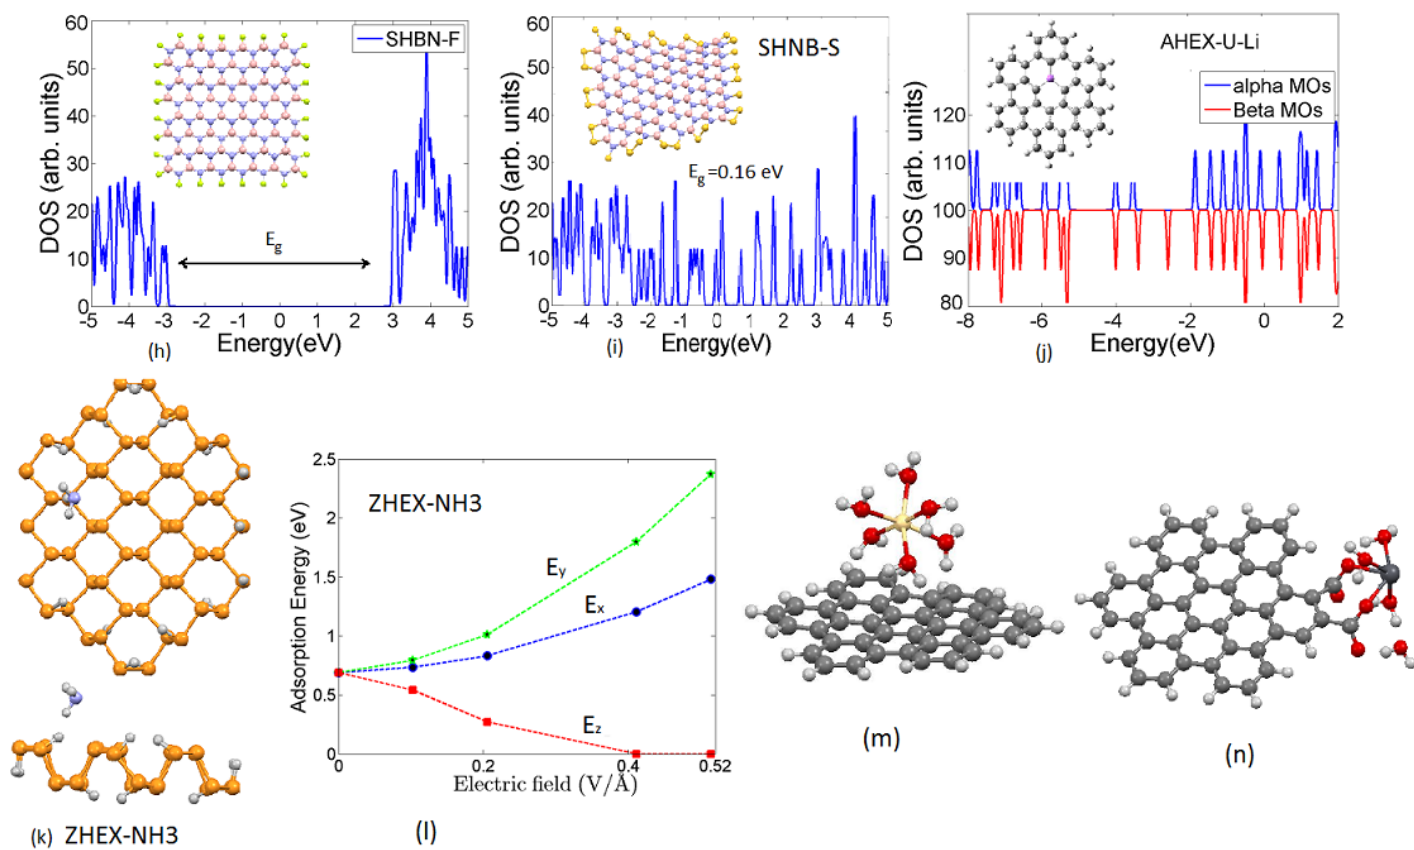 60
50
40
30
20
10
0
DOS (arb. units)
SHBN-F
Eg
-5 -4 -3 -2 -1 0 1 2 3 4 5
Energy(eV)
(h)
60
50
40
30
20
10
0
DOS (arb. units)
SHNB-S
Eg=0.16 eV
-5 -4 -3 -2 -1 0 1 2 3 4 5
Energy(eV)
(i)
AHEX-U-Li
alpha MOs
Beta MOs
120
110
100
90
80
DOS (arb. units)
-8 -6 -4 -2 0 2
Energy(eV)
(j)
(k) ZHEX-NH3
2.5
2
1.5
1
0.5
0
Adsorption Energy (eV)
ZHEX-NH3
Ey
Ex
Ez
0 0.2 0.4 0.52
Electric field (V/Å)
(l)
(m)
(n)